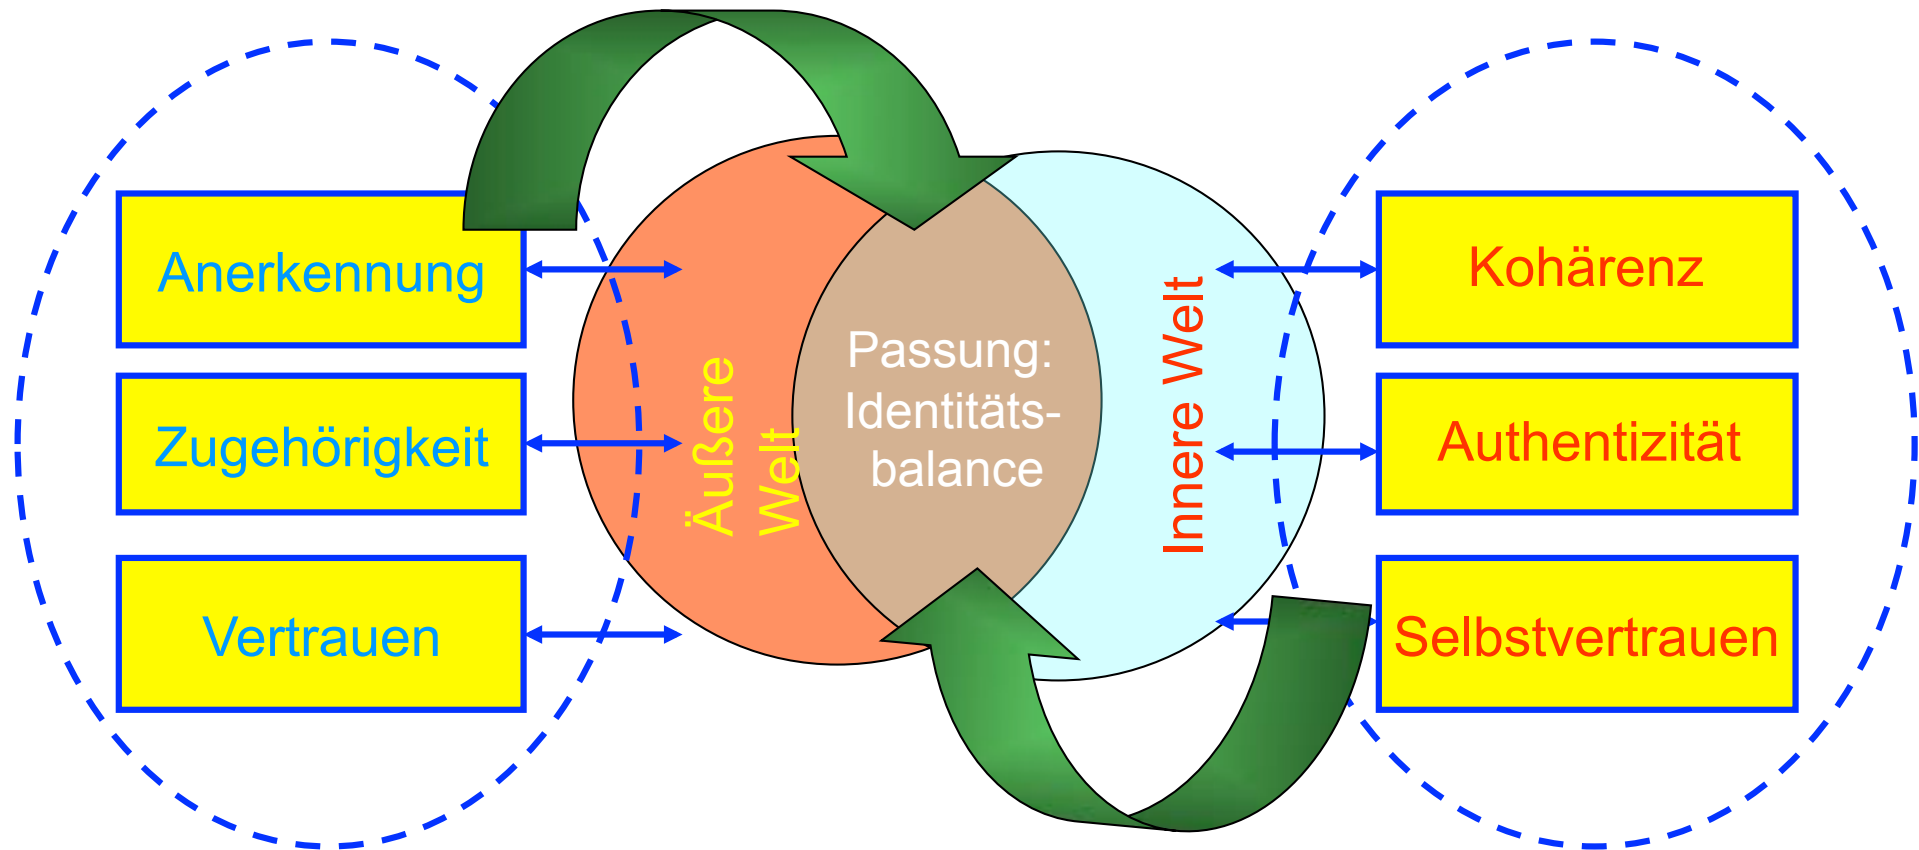 Anerkennung
Zugehörigkeit
Vertrauen
Äußere
Welt
Passung:
Identitäts-
balance
Innere Welt
Kohärenz
Authentizität
Selbstvertrauen